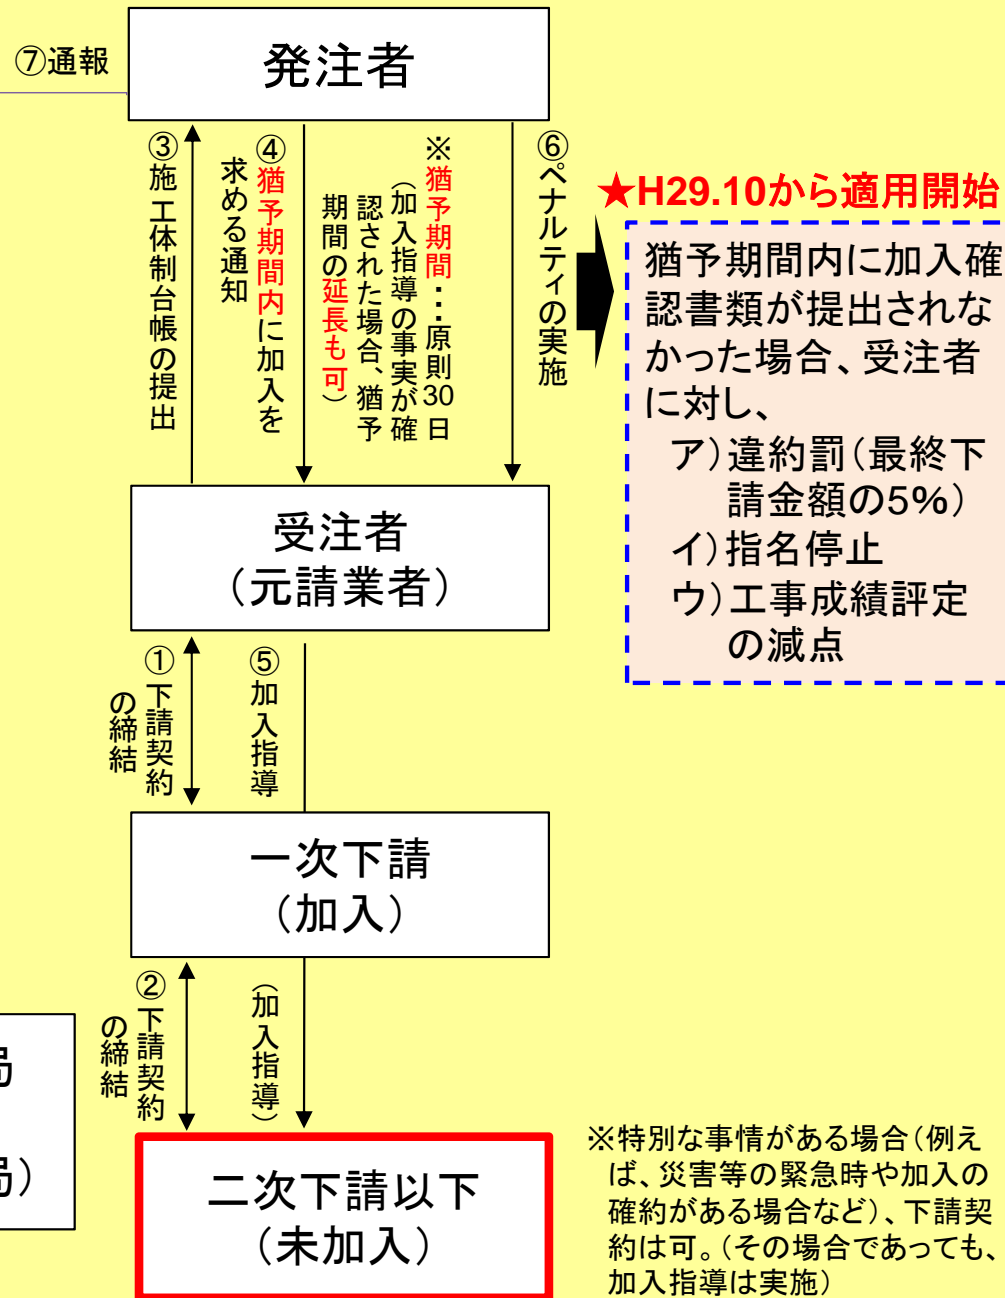 ⑦通報
発注者
③施工体制台帳の提出
④猶予期間内に加入を
求める通知
※猶予期間・・・原則30日
（加入指導の事実が確
認された場合、猶予
期間の延長も可）
⑥ペナルティの実施
★H29.10から適用開始
猶予期間内に加入確
認書類が提出されな
かった場合、受注者
に対し、
ア）違約罰（最終下
請金額の5%）
イ）指名停止
ウ）工事成績評定
の減点
受注者
（元請業者）
①下請契約
の締結
⑤加入指導
一次下請
（加入）
②下請契約
の締結
（加入指導）
局
局）
二次下請以下
（未加入）
※特別な事情がある場合（例え
ば、災害等の緊急時や加入の
確約がある場合など）、下請契
約は可。（その場合であっても、
加入指導は実施）